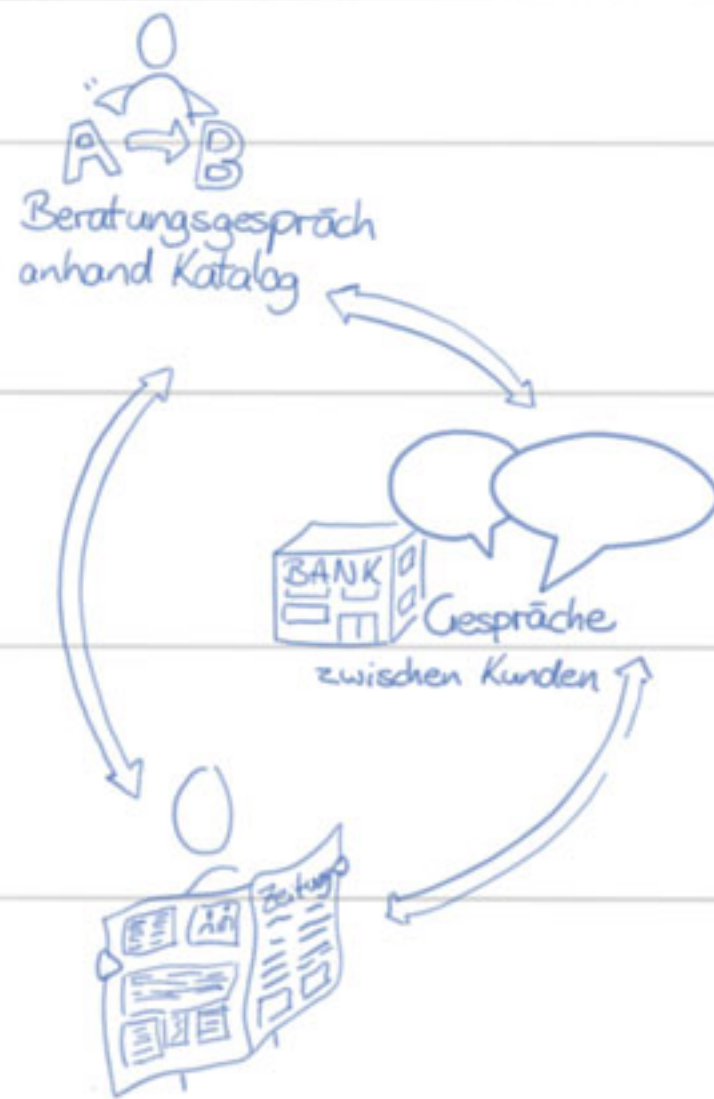 A B
Beratungsgespräch
anhand Katalog
BANK
Gespräche
zwischen Kunden
Zeitung